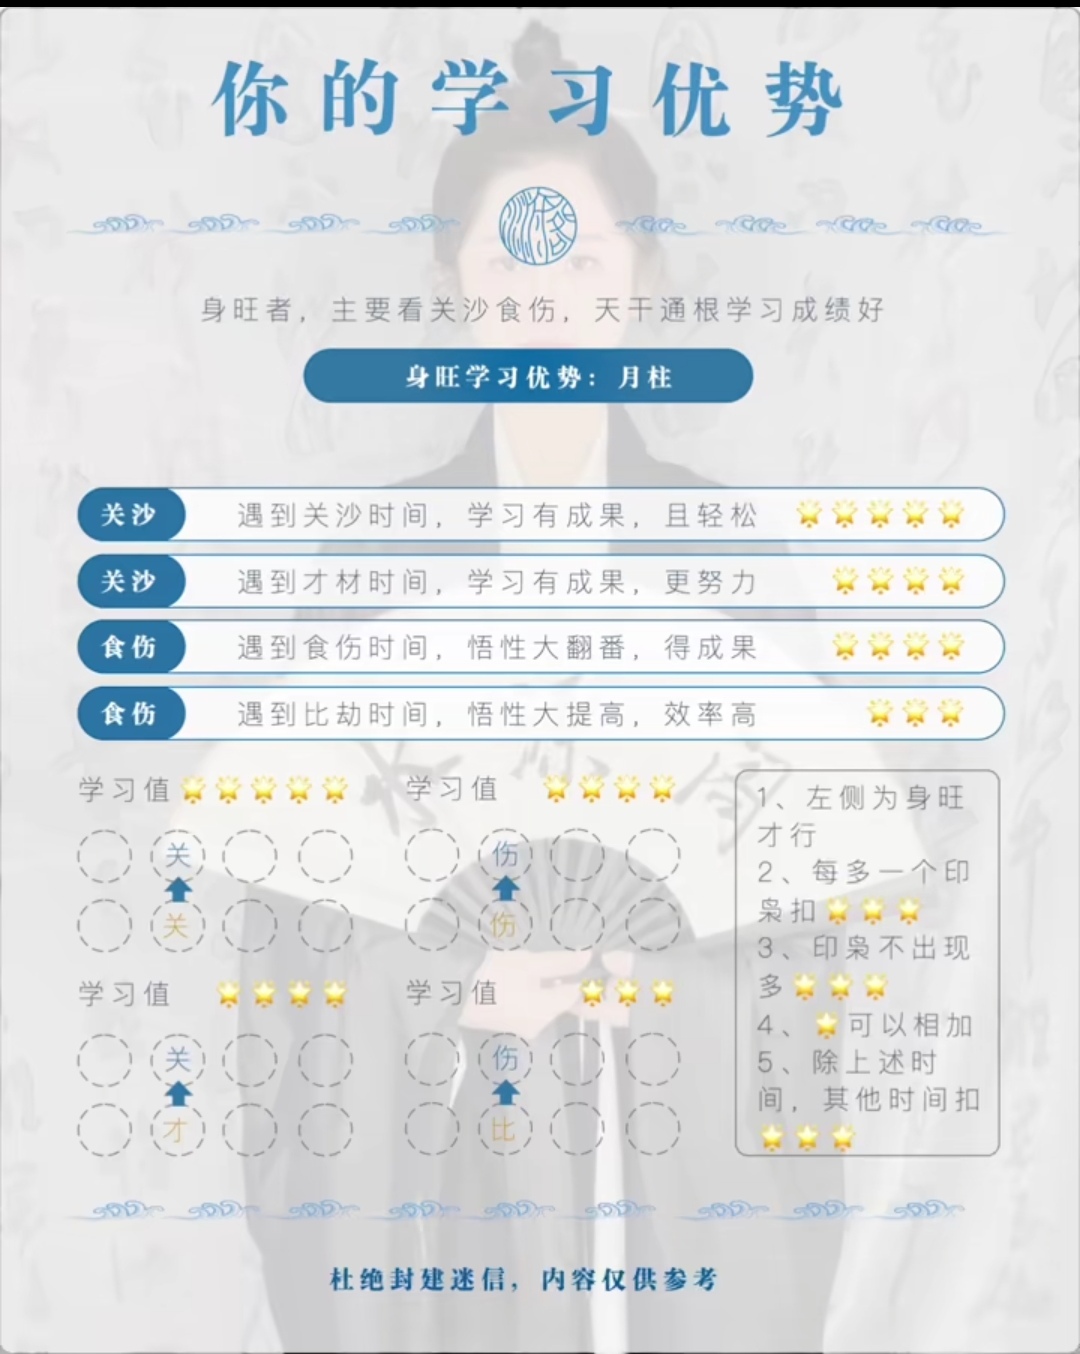 你的学习优势
身旺者，主要看关沙食伤，天干通根学习成绩好
身旺学习优势：月柱
关沙 遇到关沙时间，学习有成果，且轻松 🌟🌟🌟🌟🌟
关沙 遇到才材时间，学习有成果，更努力 🌟🌟🌟🌟
食伤 遇到食伤时间，悟性大翻番，得成果 🌟🌟🌟🌟
食伤 遇到比劫时间，悟性大提高，效率高 🌟🌟🌟
学习值 🌟🌟🌟🌟🌟
关
关
学习值 🌟🌟🌟🌟
伤
伤
学习值 🌟🌟🌟🌟
关
才
学习值 🌟🌟🌟
伤
比
1、左侧为身旺
才行
2、每多一个印
枭扣🌟🌟🌟
3、印枭不出现
多🌟🌟🌟
4、🌟可以相加
5、除上述时
间，其他时间扣
🌟🌟🌟
杜绝封建迷信，内容仅供参考